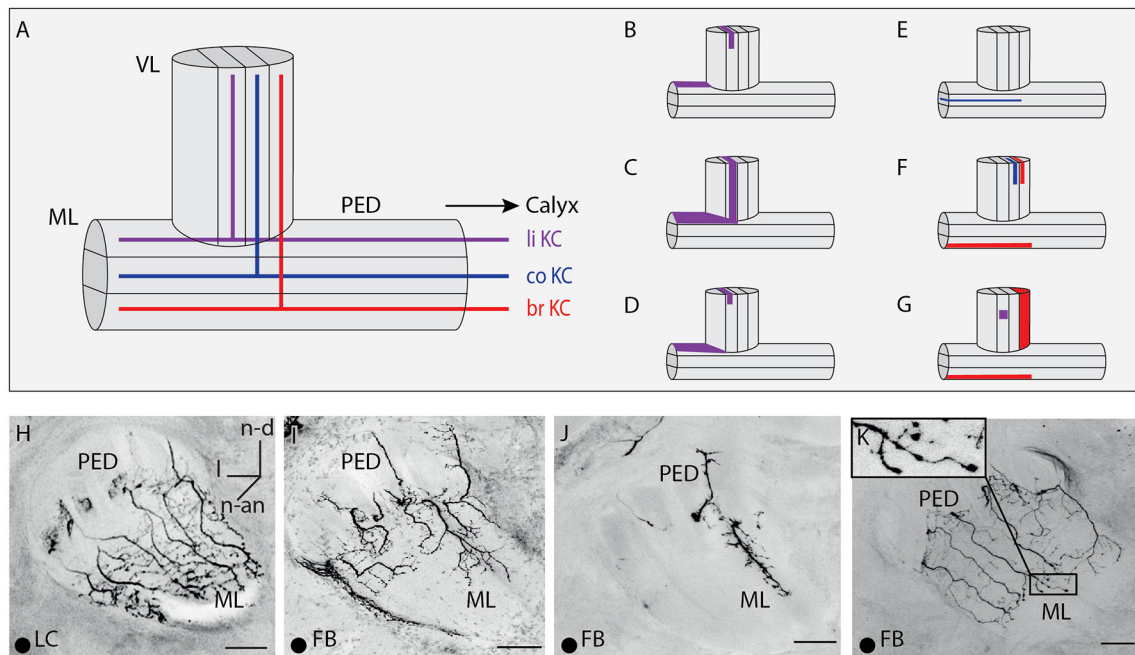 A
VL
ML
PED
Calyx
li KC
co KC
br KC
B
C
D
E
F
G
H
PED
n-d
l
n-an
ML
LC
I
PED
ML
FB
J
PED
ML
FB
K
PED
ML
FB